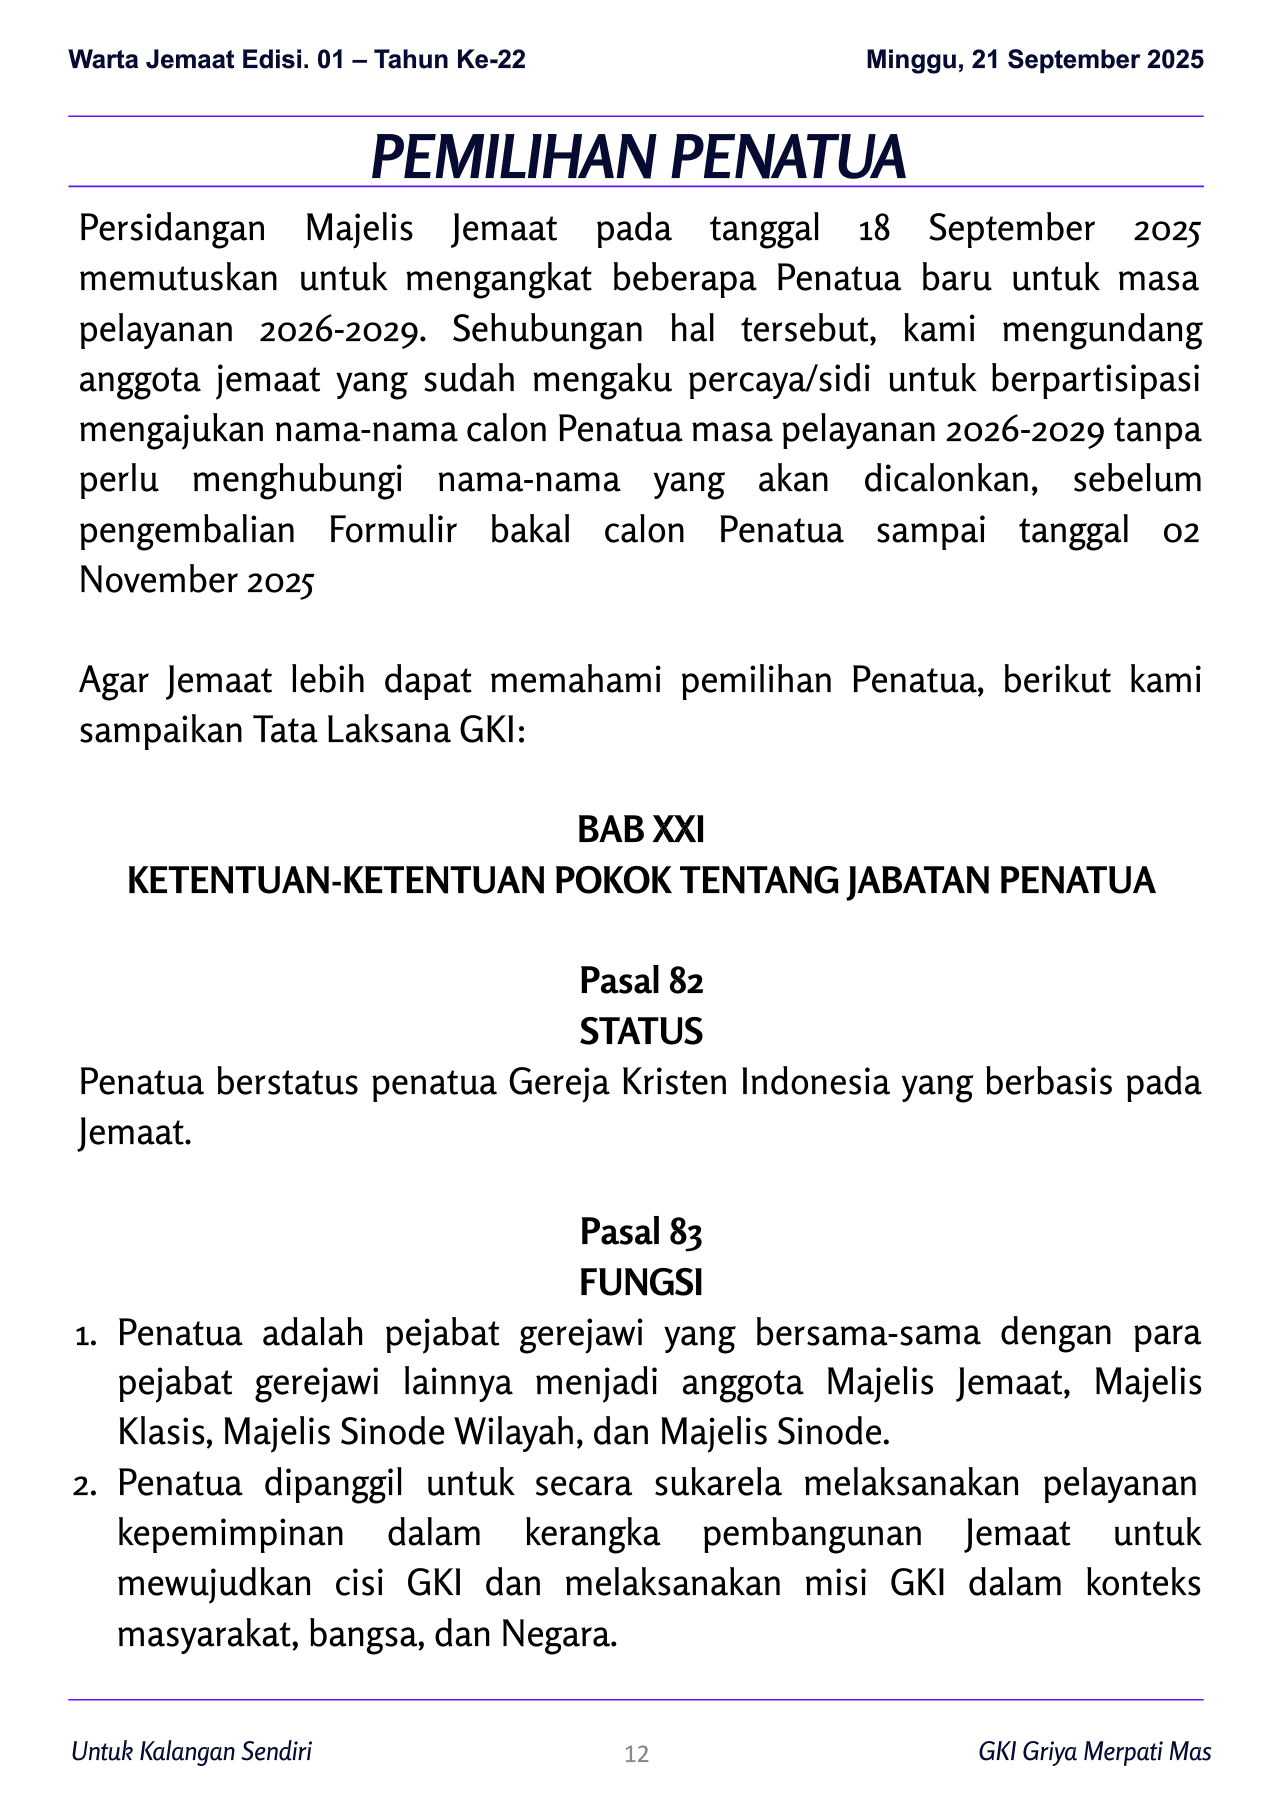 Warta Jemaat Edisi. 01 – Tahun Ke-22
Minggu, 21 September 2025
PEMILIHAN PENATUA
Persidangan Majelis Jemaat pada tanggal 18 September 2025
memutuskan untuk mengangkat beberapa Penatua baru untuk masa
pelayanan 2026-2029. Sehubungan hal tersebut, kami mengundang
anggota jemaat yang sudah mengaku percaya/sidi untuk berpartisipasi
mengajukan nama-nama calon Penatua masa pelayanan 2026-2029 tanpa
perlu menghubungi nama-nama yang akan dicalonkan, sebelum
pengembalian Formulir bakal calon Penatua sampai tanggal 02
November 2025
Agar Jemaat lebih dapat memahami pemilihan Penatua, berikut kami
sampaikan Tata Laksana GKI:
BAB XXI
KETENTUAN-KETENTUAN POKOK TENTANG JABATAN PENATUA
Pasal 82
STATUS
Penatua berstatus penatua Gereja Kristen Indonesia yang berbasis pada
Jemaat.
Pasal 83
FUNGSI
1. Penatua adalah pejabat gerejawi yang bersama-sama dengan para
pejabat gerejawi lainnya menjadi anggota Majelis Jemaat, Majelis
Klasis, Majelis Sinode Wilayah, dan Majelis Sinode.
2. Penatua dipanggil untuk secara sukarela melaksanakan pelayanan
kepemimpinan dalam kerangka pembangunan Jemaat untuk
mewujudkan cisi GKI dan melaksanakan misi GKI dalam konteks
masyarakat, bangsa, dan Negara.
Untuk Kalangan Sendiri
12
GKI Griya Merpati Mas